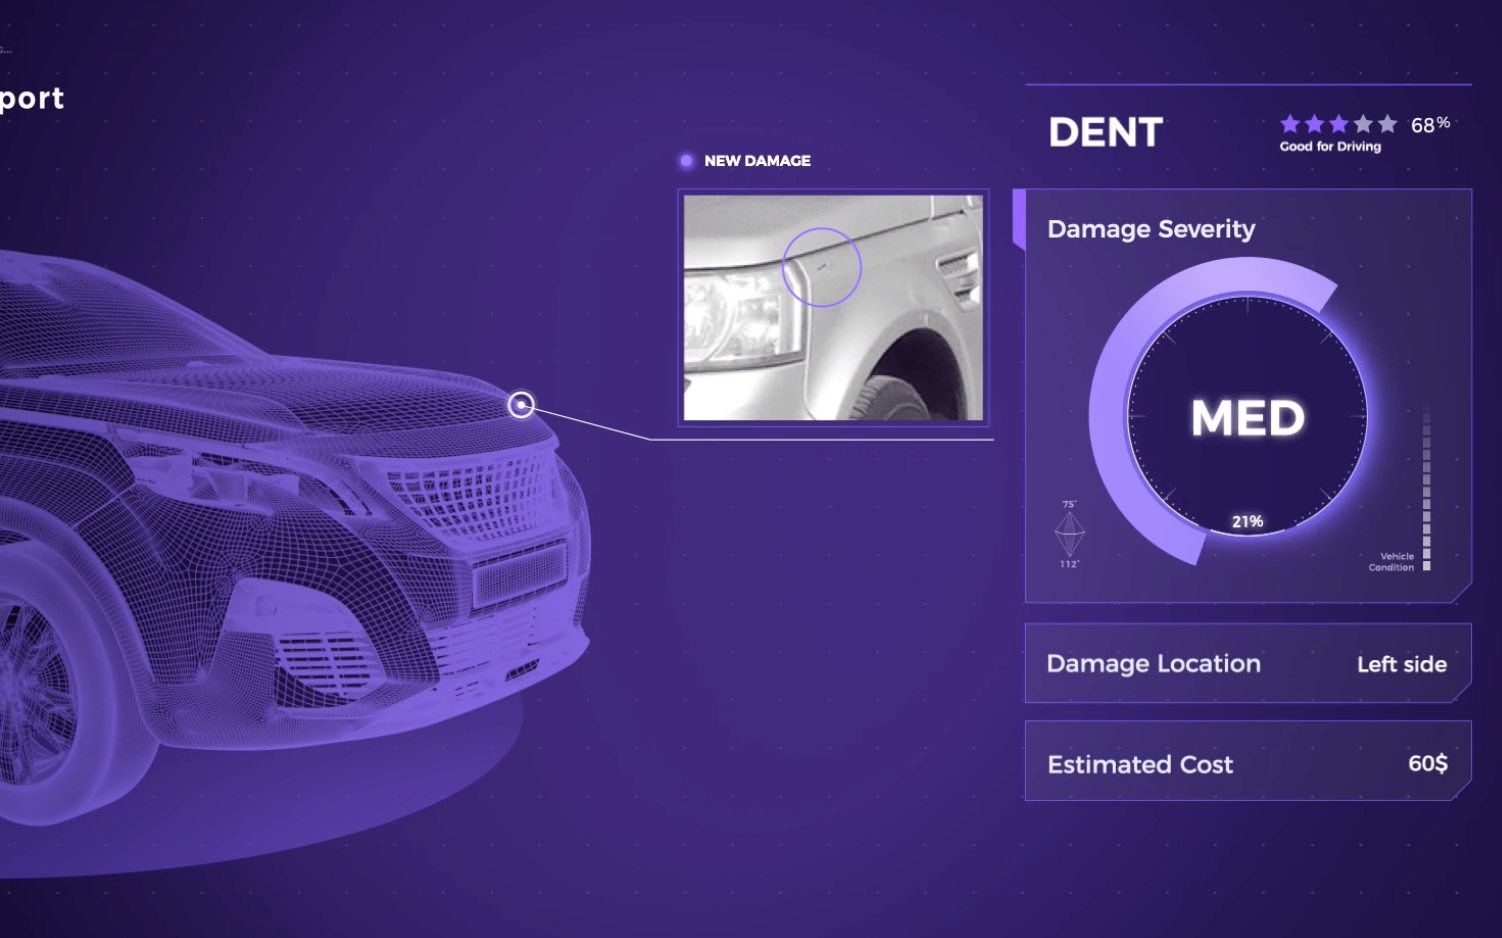 port
NEW DAMAGE
DENT
68%
Good for Driving
Damage Severity
MED
21%
75°
112°
Vehicle
Condition
Damage Location Left side
Estimated Cost 60$